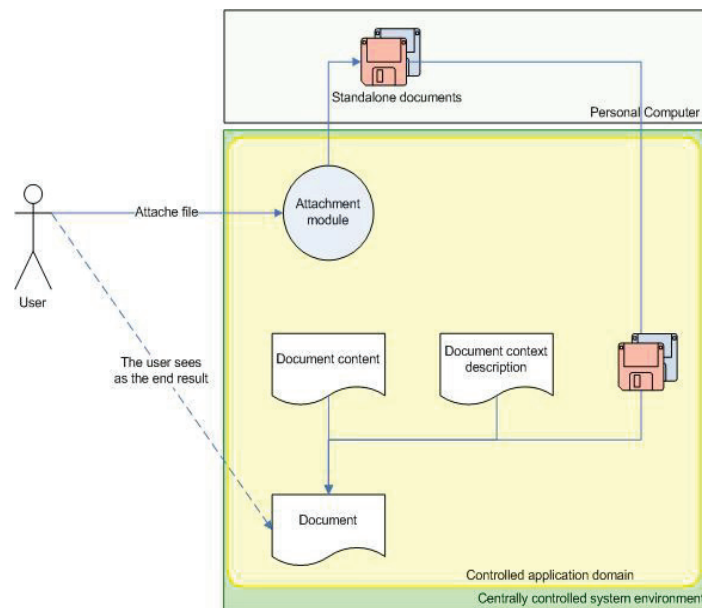 Standalone documents
Personal Computer
Attachment
module
Attache file
User
Document content
Document context
description
The user sees
as the end result
Document
Controlled application domain
Centrally controlled system environment